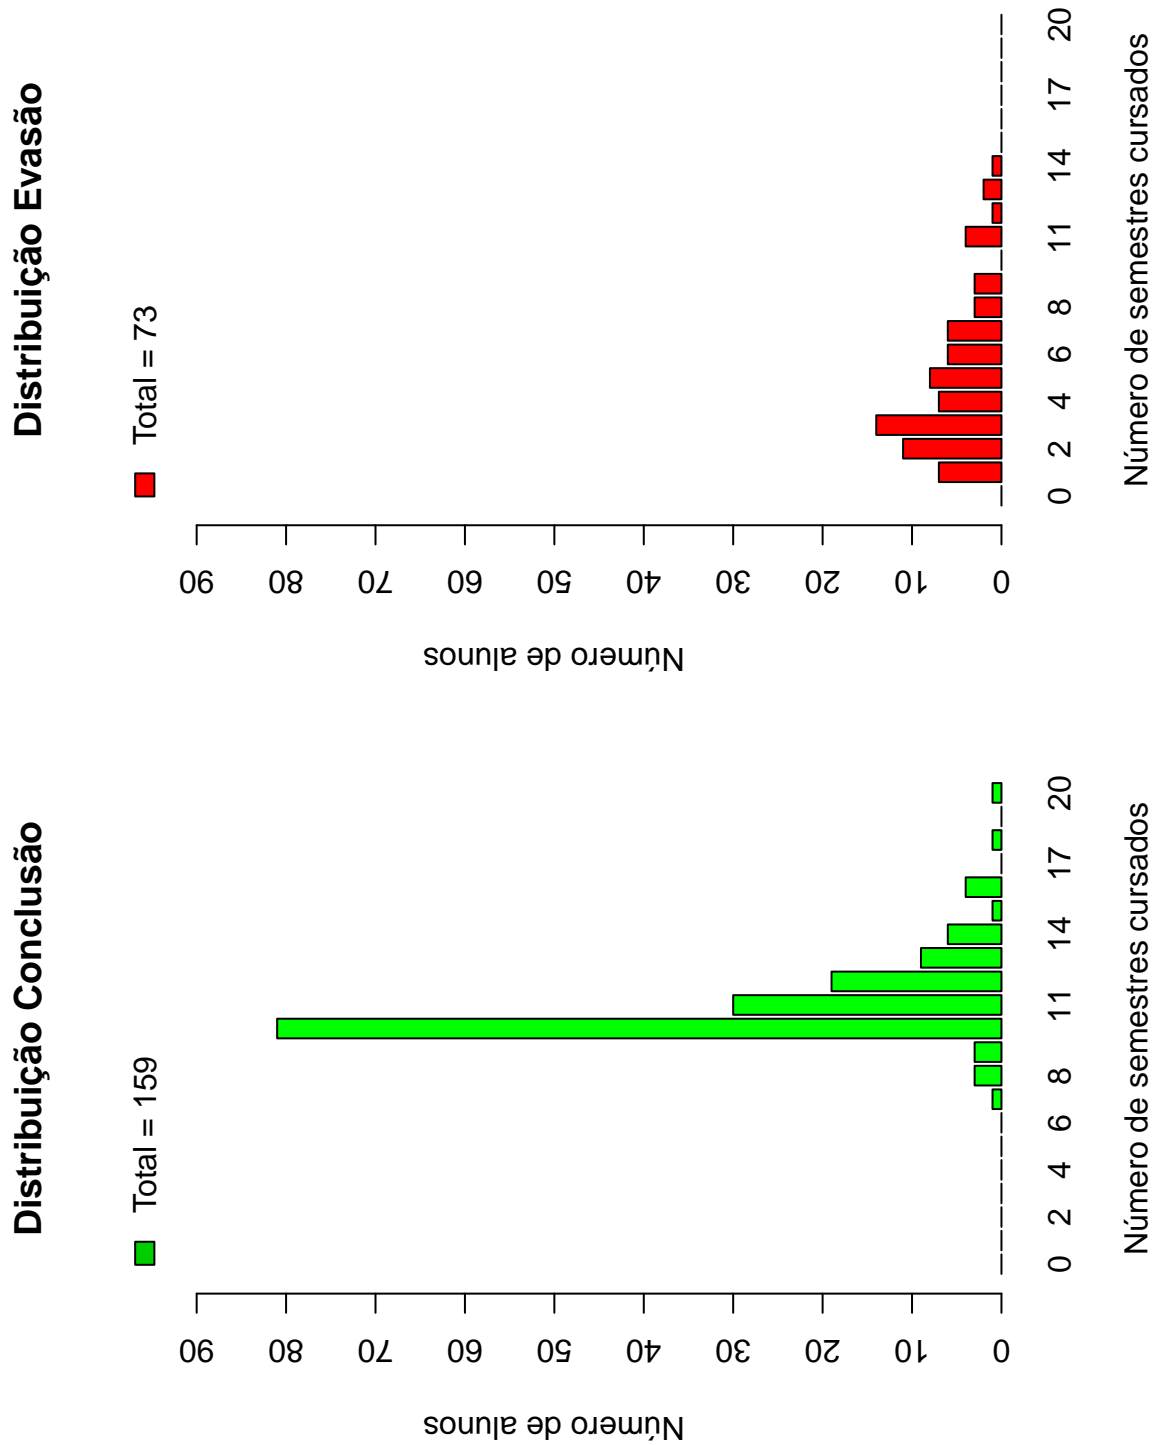 Distribuição Conclusão
Total = 159
Número de alunos
0 10 20 30 40 50 60 70 80 90
0 2 4 6 8 11 14 17 20
Número de semestres cursados
Distribuição Evasão
Total = 73
Número de alunos
0 10 20 30 40 50 60 70 80 90
0 2 4 6 8 11 14 17 20
Número de semestres cursados